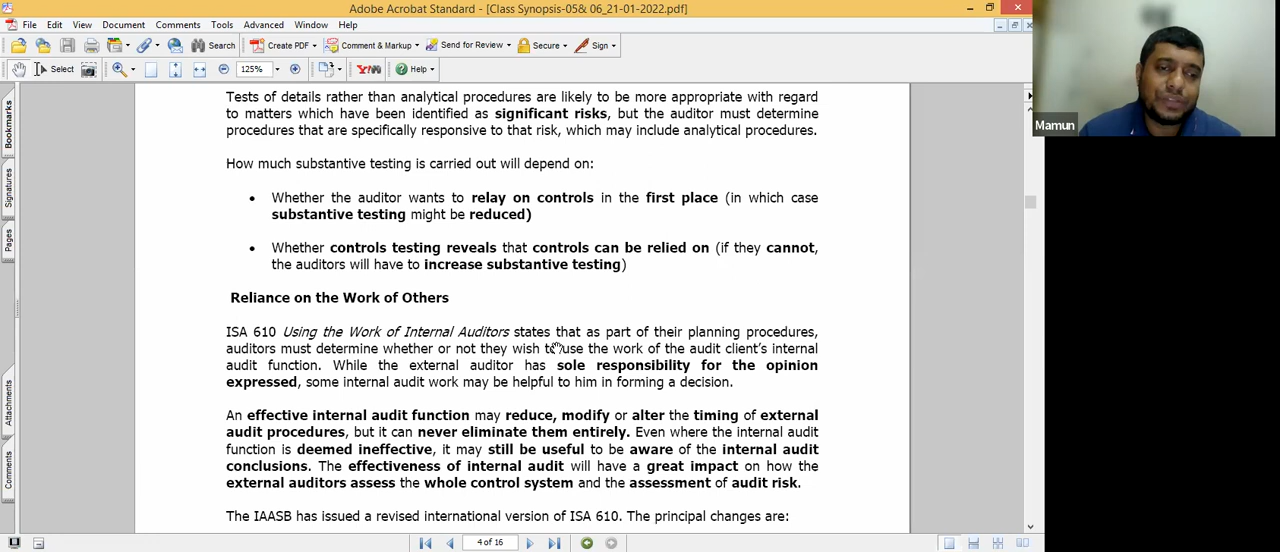 Adobe Acrobat Standard - [Class Synopsis-05& 06_21-01-2022.pdf]
File Edit View Document Comments Tools Advanced Window Help
Search Create PDF Comment & Markup Send for Review Secure Sign
Select 125% Y! Help
Bookmarks
Signatures
Pages
Attachments
Comments
Tests of details rather than analytical procedures are likely to be more appropriate with regard
to matters which have been identified as significant risks, but the auditor must determine
procedures that are specifically responsive to that risk, which may include analytical procedures.
How much substantive testing is carried out will depend on:
• Whether the auditor wants to relay on controls in the first place (in which case
substantive testing might be reduced)
• Whether controls testing reveals that controls can be relied on (if they cannot,
the auditors will have to increase substantive testing)
Reliance on the Work of Others
ISA 610 Using the Work of Internal Auditors states that as part of their planning procedures,
auditors must determine whether or not they wish to use the work of the audit client's internal
audit function. While the external auditor has sole responsibility for the opinion
expressed, some internal audit work may be helpful to him in forming a decision.
An effective internal audit function may reduce, modify or alter the timing of external
audit procedures, but it can never eliminate them entirely. Even where the internal audit
function is deemed ineffective, it may still be useful to be aware of the internal audit
conclusions. The effectiveness of internal audit will have a great impact on how the
external auditors assess the whole control system and the assessment of audit risk.
The IAASB has issued a revised international version of ISA 610. The principal changes are:
4 of 16
Mamun